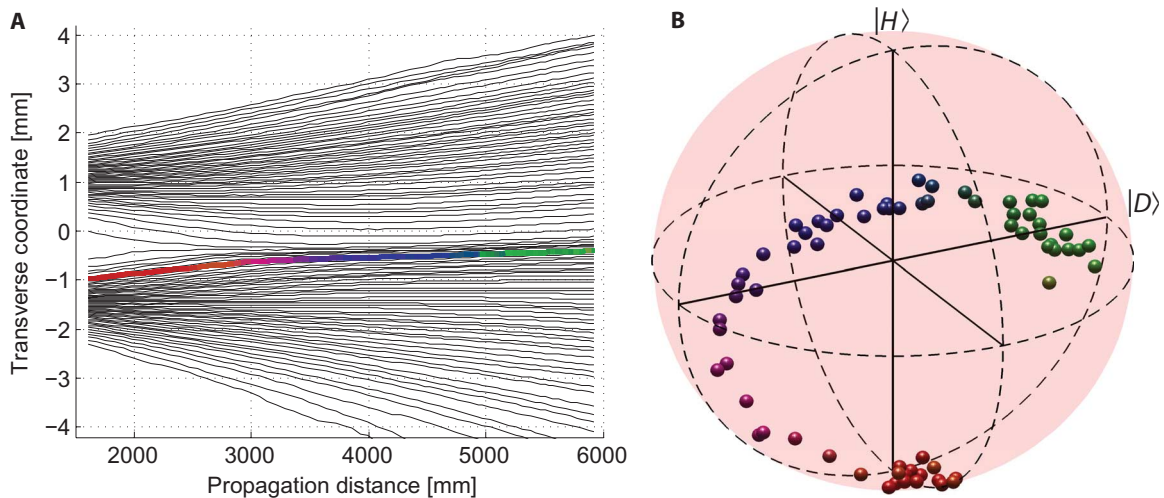 A
B
4
3
2
1
0
−1
−2
−3
−4
Transverse coordinate [mm]
2000 3000 4000 5000 6000
Propagation distance [mm]
|H⟩
|D⟩